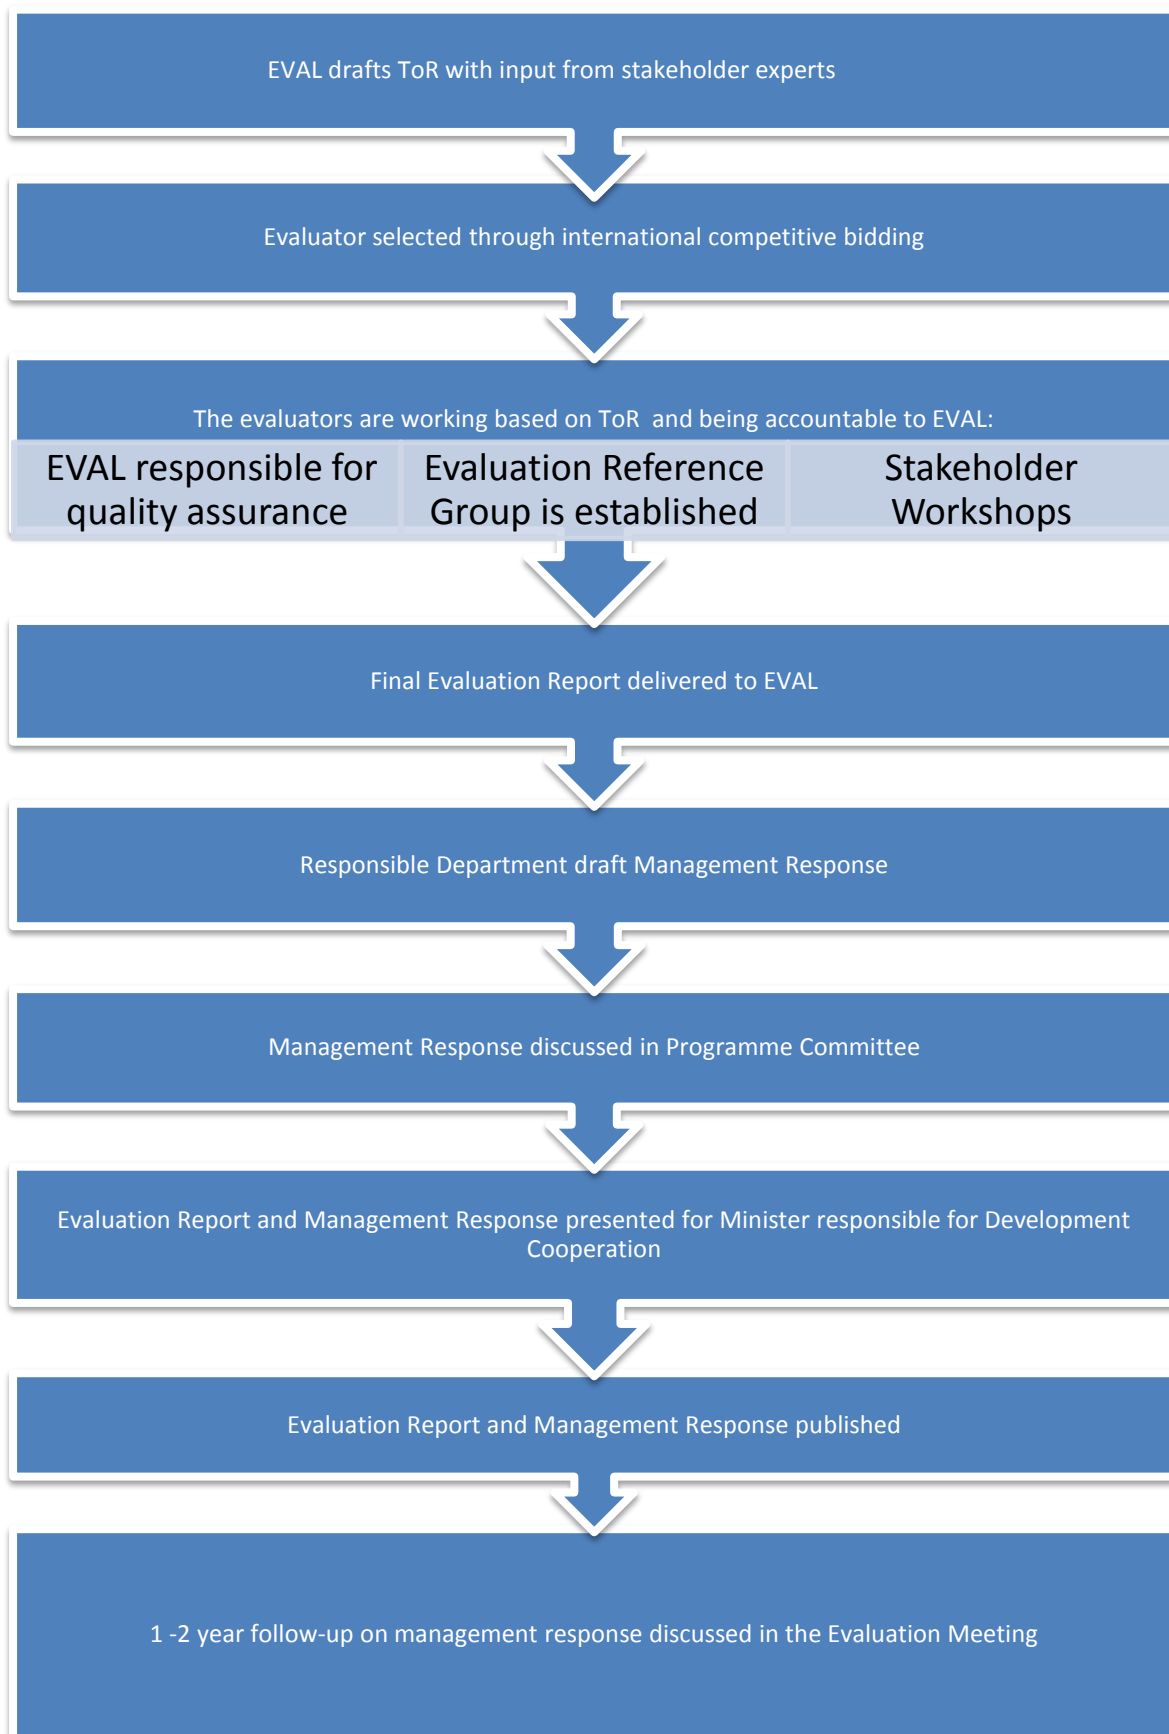 EVAL drafts ToR with input from stakeholder experts
Evaluator selected through international competitive bidding
The evaluators are working based on ToR  and being accountable to EVAL:
EVAL responsible for
quality assurance
Evaluation Reference
Group is established
Stakeholder
Workshops
Final Evaluation Report delivered to EVAL
Responsible Department draft Management Response
Management Response discussed in Programme Committee
Evaluation Report and Management Response presented for Minister responsible for Development
Cooperation
Evaluation Report and Management Response published
1 -2 year follow-up on management response discussed in the Evaluation Meeting